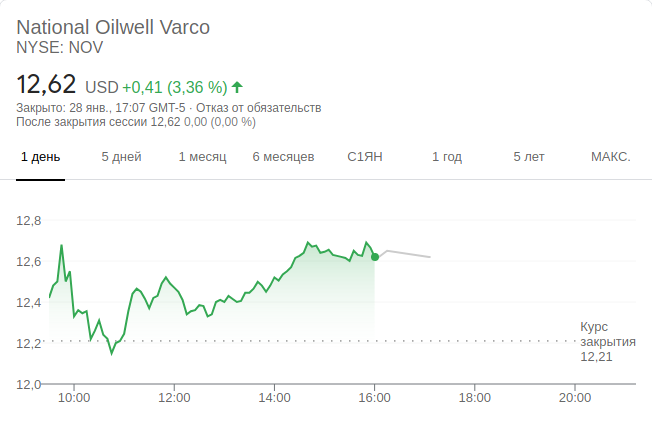 National Oilwell Varco
NYSE: NOV
12,62 USD +0,41 (3,36 %)
Закрыто: 28 янв., 17:07 GMT-5 · Отказ от обязательств
После закрытия сессии 12,62 0,00 (0,00 %)
1 день 5 дней 1 месяц 6 месяцев С1ЯН 1 год 5 лет МАКС.
12,8
12,6
12,4
Курс
закрытия
12,21
12,2
12,0
10:00 12:00 14:00 16:00 18:00 20:00